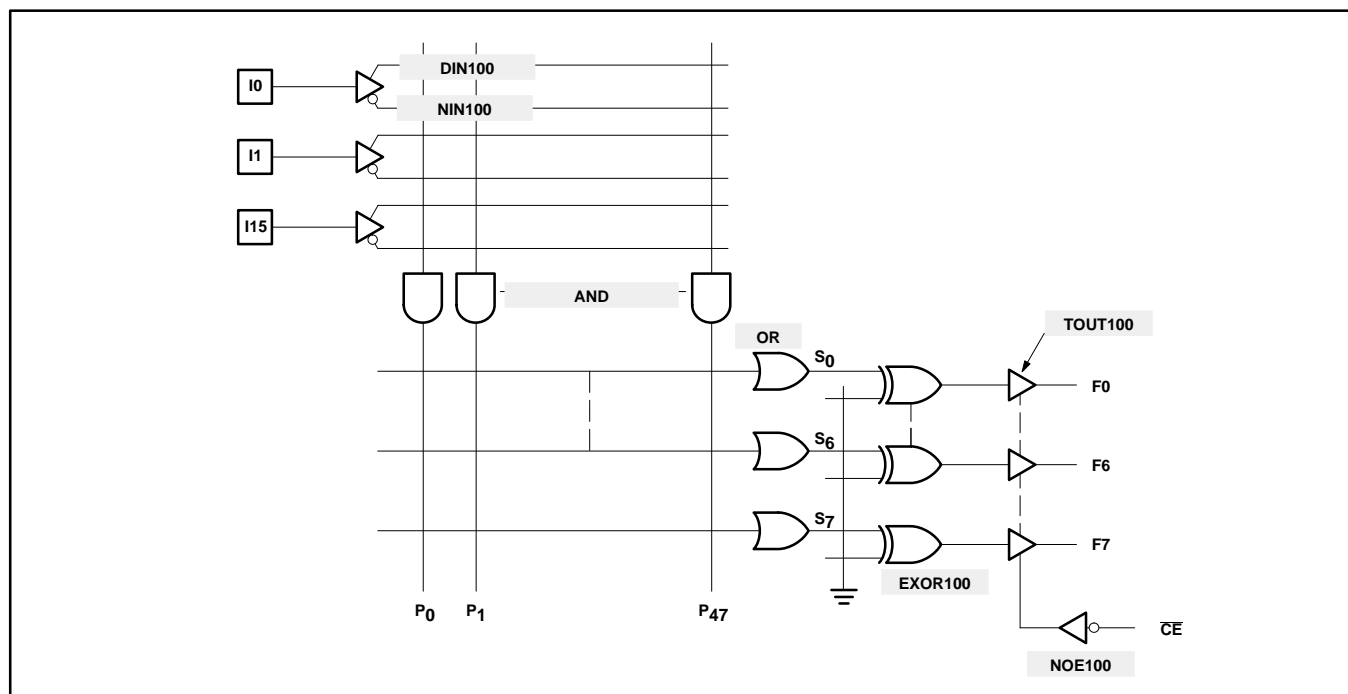 I0
DIN100
NIN100
I1
I15
AND
TOUT100
OR
S0
F0
S6
F6
S7
F7
EXOR100
P0 P1 P47
CE
NOE100